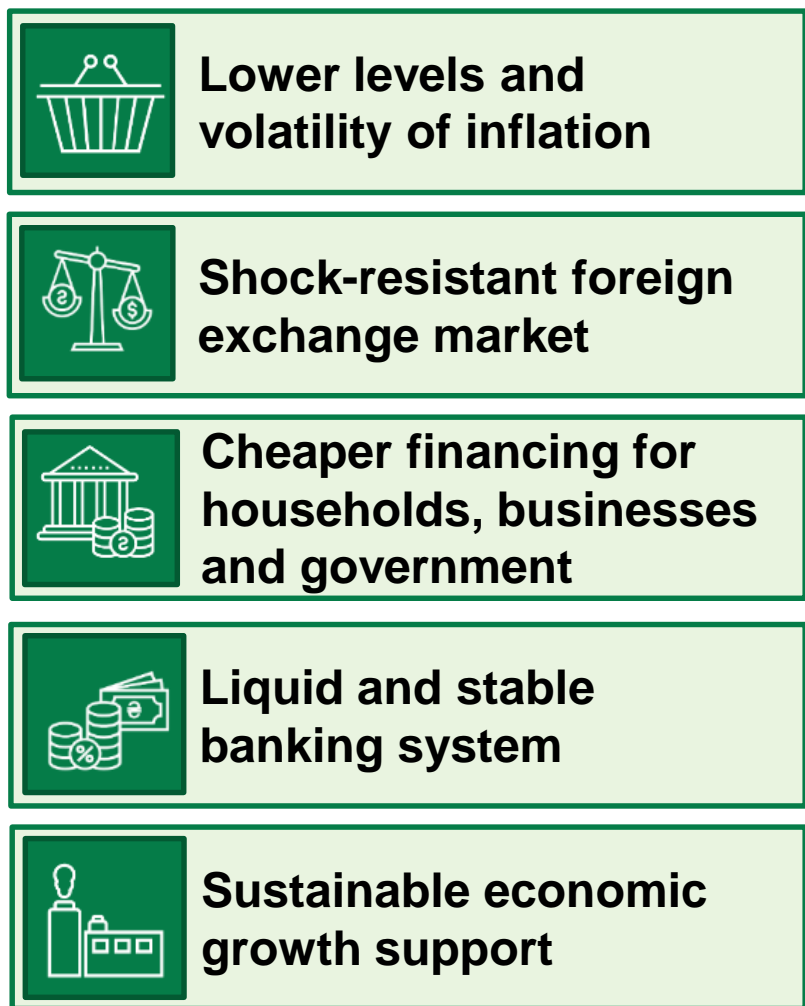 Lower levels and
volatility of inflation
Shock-resistant foreign
exchange market
$
Cheaper financing for
households, businesses
and government
Liquid and stable
banking system
₴
%
Sustainable economic
growth support